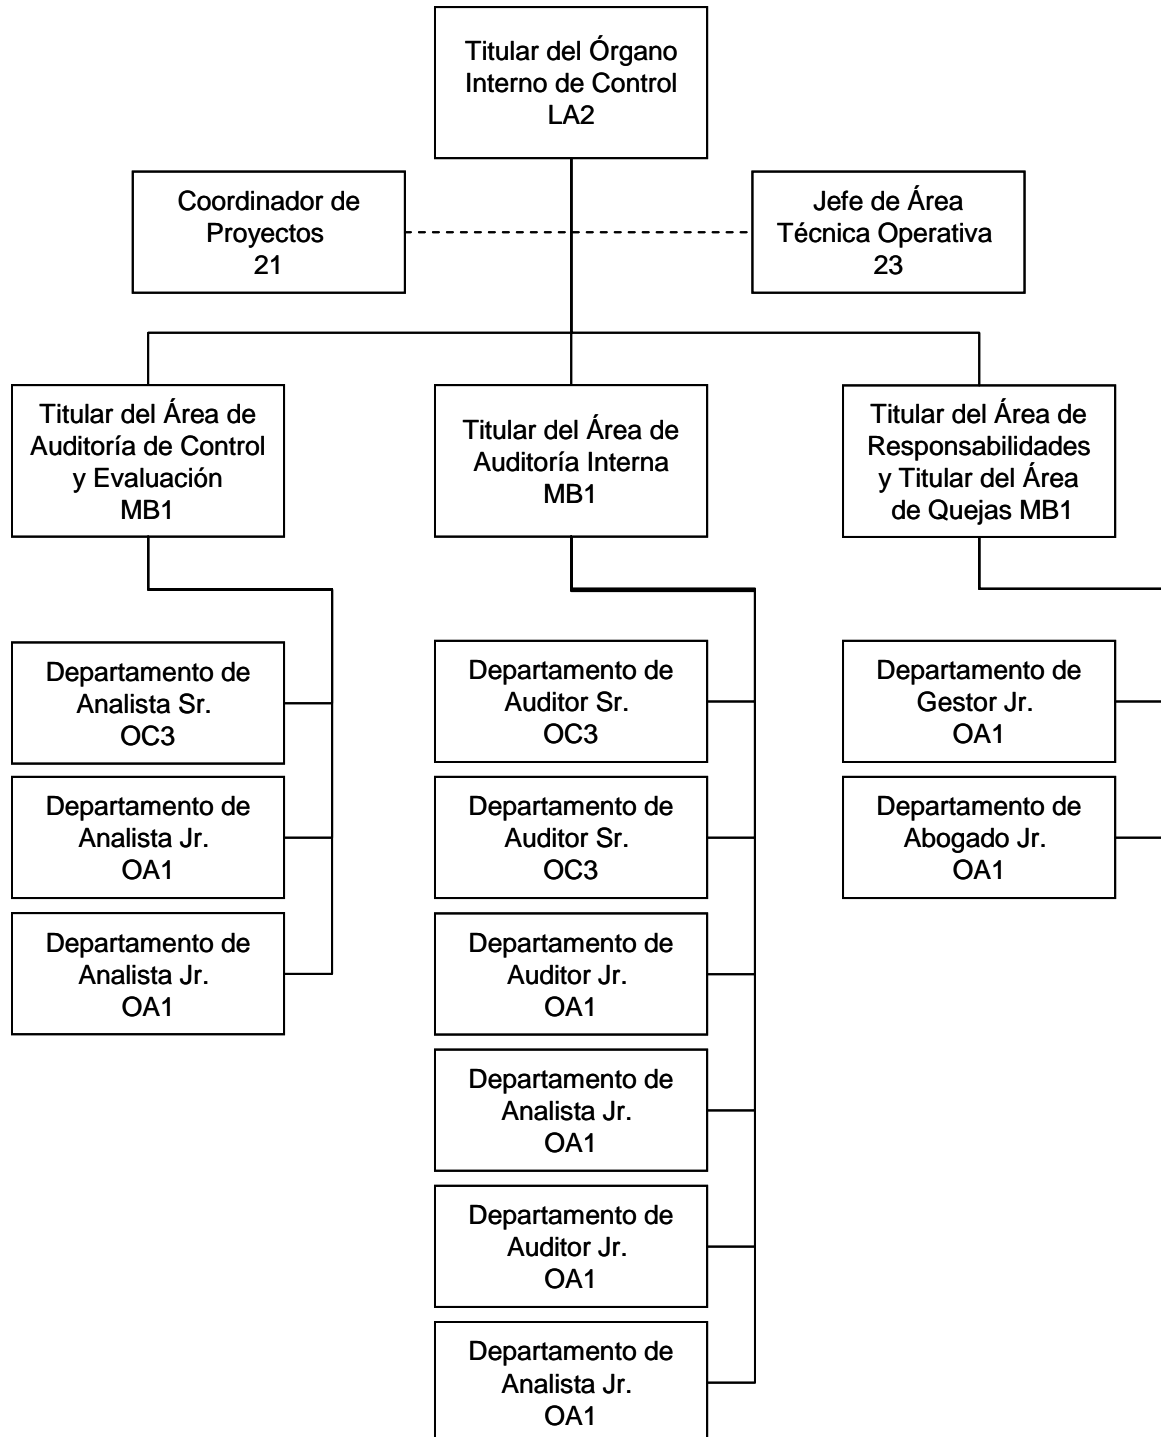 Titular del Órgano
Interno de Control
LA2
Coordinador de
Proyectos
21
Jefe de Área
Técnica Operativa
23
Titular del Área de
Auditoría de Control
y Evaluación
MB1
Titular del Área de
Auditoría Interna
MB1
Titular del Área de
Responsabilidades
y Titular del Área
de Quejas MB1
Departamento de
Analista Sr.
OC3
Departamento de
Analista Jr.
OA1
Departamento de
Analista Jr.
OA1
Departamento de
Auditor Sr.
OC3
Departamento de
Auditor Sr.
OC3
Departamento de
Auditor Jr.
OA1
Departamento de
Analista Jr.
OA1
Departamento de
Auditor Jr.
OA1
Departamento de
Analista Jr.
OA1
Departamento de
Gestor Jr.
OA1
Departamento de
Abogado Jr.
OA1